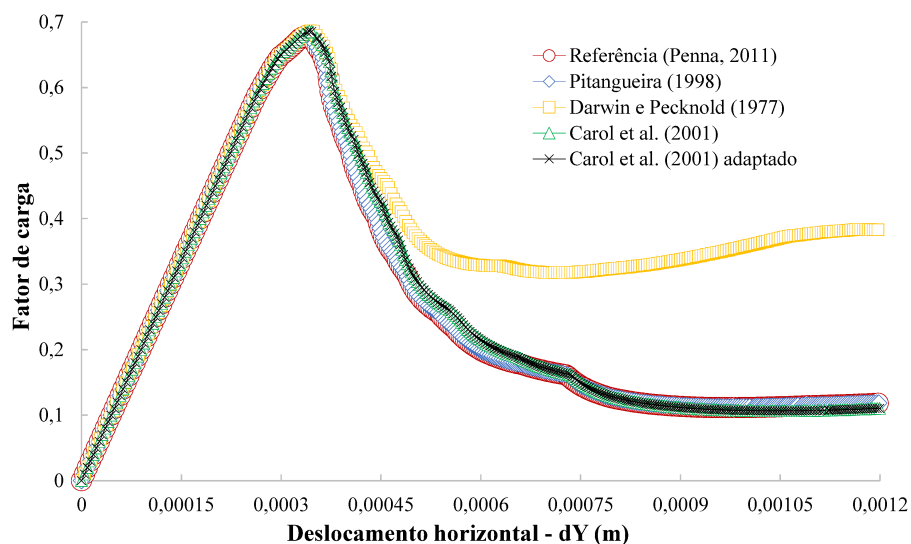 0,7
0,6
0,5
0,4
0,3
0,2
0,1
0
Fator de carga
Referência (Penna, 2011)
Pitangueira (1998)
Darwin e Pecknold (1977)
Carol et al. (2001)
Carol et al. (2001) adaptado
0 0,00015 0,0003 0,00045 0,0006 0,00075 0,0009 0,00105 0,0012
Deslocamento horizontal - dY (m)